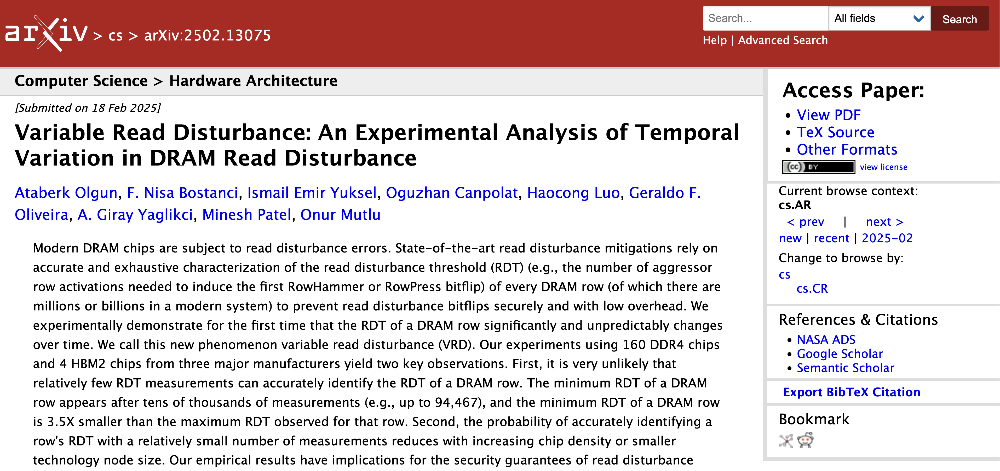 arXiv > cs > arXiv:2502.13075
Search...
All fields
Search
Help | Advanced Search
Computer Science > Hardware Architecture
[Submitted on 18 Feb 2025]
Variable Read Disturbance: An Experimental Analysis of Temporal
Variation in DRAM Read Disturbance
Ataberk Olgun, F. Nisa Bostanci, Ismail Emir Yuksel, Oguzhan Canpolat, Haocong Luo, Geraldo F.
Oliveira, A. Giray Yaglikci, Minesh Patel, Onur Mutlu
Modern DRAM chips are subject to read disturbance errors. State-of-the-art read disturbance mitigations rely on
accurate and exhaustive characterization of the read disturbance threshold (RDT) (e.g., the number of aggressor
row activations needed to induce the first RowHammer or RowPress bitflip) of every DRAM row (of which there are
millions or billions in a modern system) to prevent read disturbance bitflips securely and with low overhead. We
experimentally demonstrate for the first time that the RDT of a DRAM row significantly and unpredictably changes
over time. We call this new phenomenon variable read disturbance (VRD). Our experiments using 160 DDR4 chips
and 4 HBM2 chips from three major manufacturers yield two key observations. First, it is very unlikely that
relatively few RDT measurements can accurately identify the RDT of a DRAM row. The minimum RDT of a DRAM
row appears after tens of thousands of measurements (e.g., up to 94,467), and the minimum RDT of a DRAM row
is 3.5X smaller than the maximum RDT observed for that row. Second, the probability of accurately identifying a
row's RDT with a relatively small number of measurements reduces with increasing chip density or smaller
technology node size. Our empirical results have implications for the security guarantees of read disturbance
Access Paper:
• View PDF
• TeX Source
• Other Formats
(cc) BY view license
Current browse context:
cs.AR
< prev | next >
new | recent | 2025-02
Change to browse by:
cs
cs.CR
References & Citations
• NASA ADS
• Google Scholar
• Semantic Scholar
Export BibTeX Citation
Bookmark